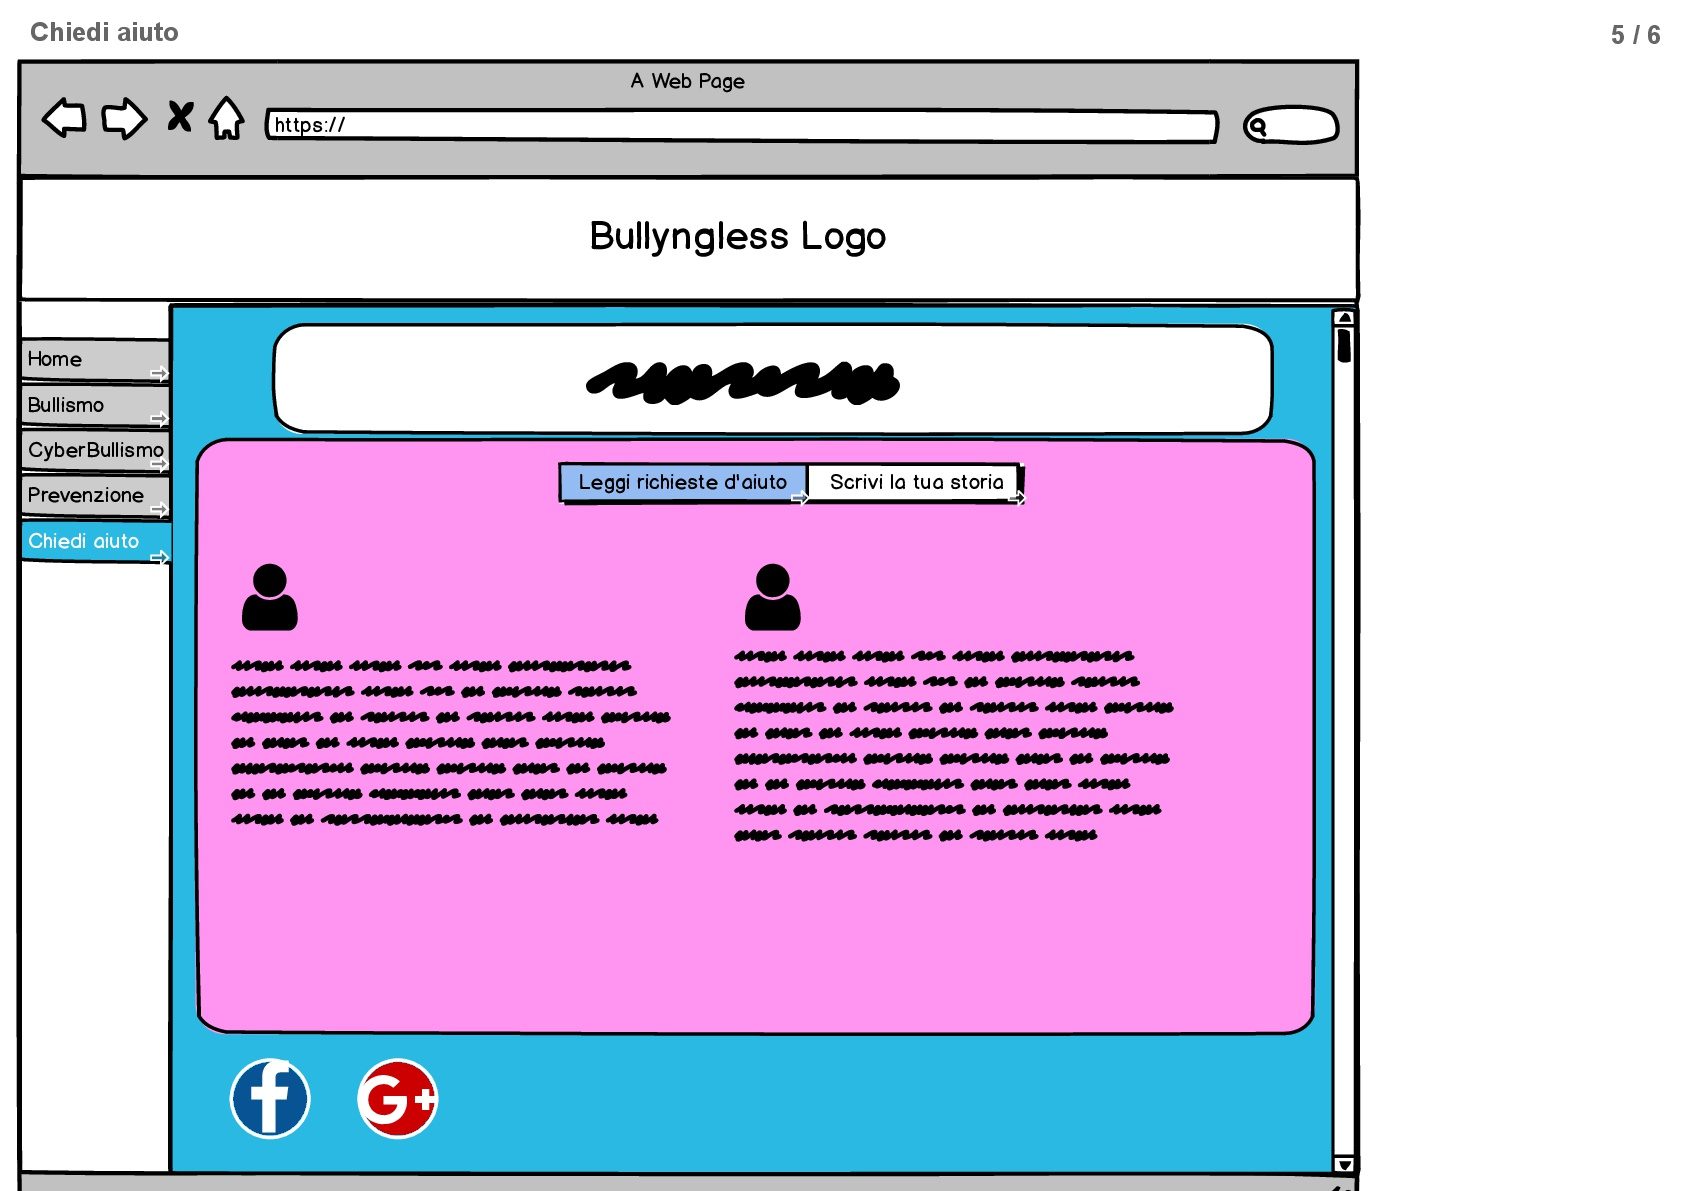 Chiedi aiuto
5 / 6
A Web Page
https://
Bullyngless Logo
Home
Bullismo
CyberBullismo
Prevenzione
Chiedi aiuto
Leggi richieste d'aiuto
Scrivi la tua storia
f
G+